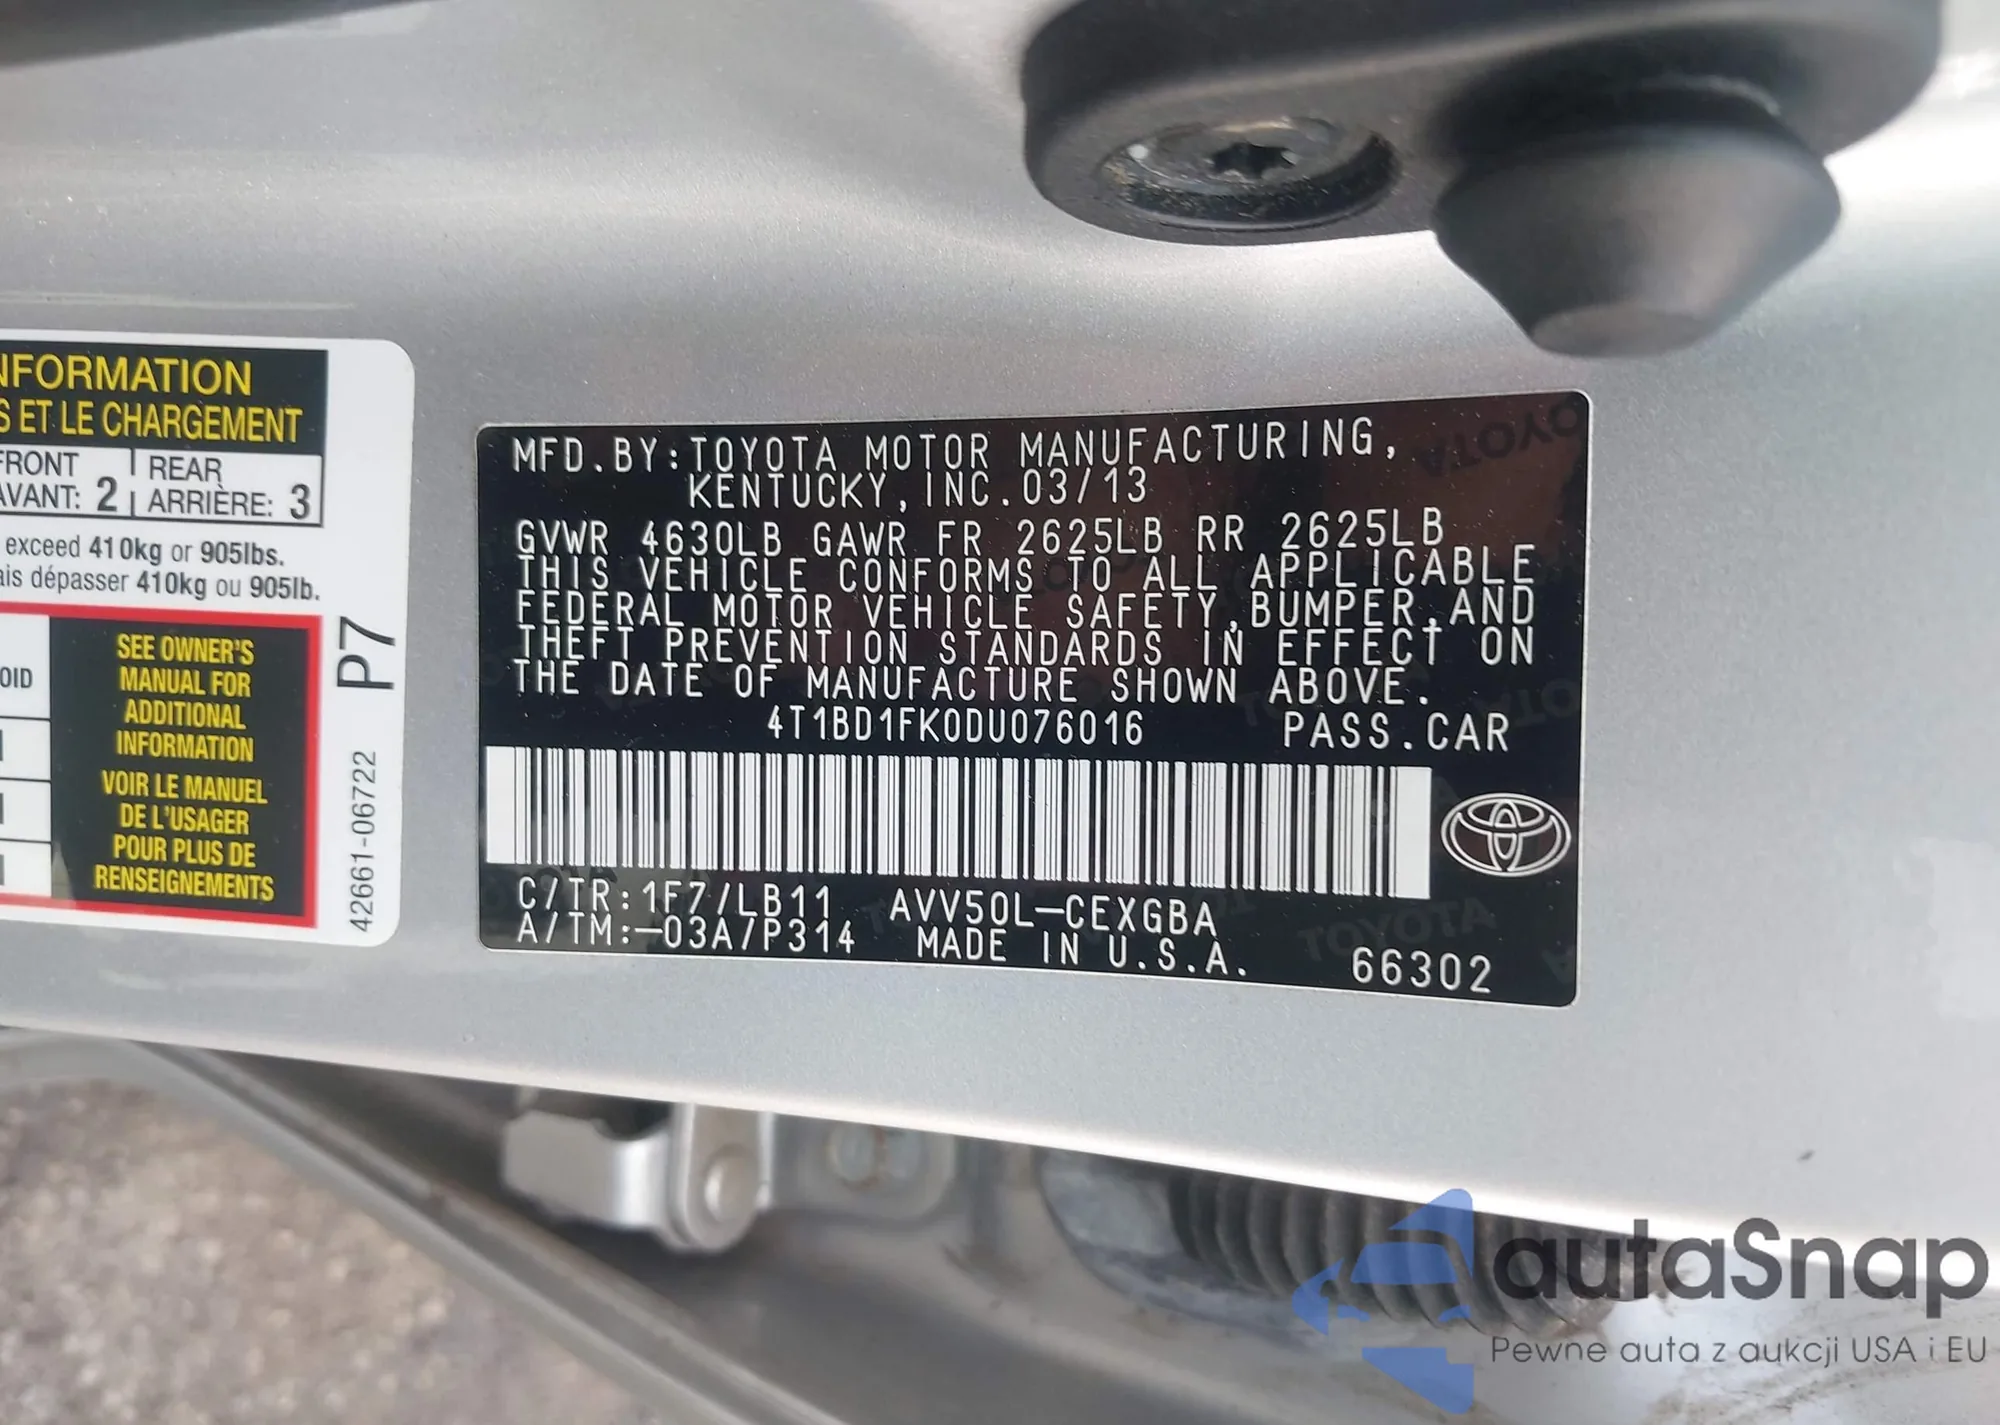 NFORMATION
S ET LE CHARGEMENT
FRONT
AVANT: 2
REAR
ARRIÈRE: 3
exceed 410kg or 905lbs.
ais dépasser 410kg ou 905lb.
OID
SEE OWNER'S
MANUAL FOR
ADDITIONAL
INFORMATION
VOIR LE MANUEL
DE L'USAGER
POUR PLUS DE
RENSEIGNEMENTS
P7
42661-06722
MFD.BY:TOYOTA MOTOR MANUFACTURING,
KENTUCKY,INC.03/13
GVWR 4630LB GAWR FR 2625LB RR 2625LB
THIS VEHICLE CONFORMS TO ALL APPLICABLE
FEDERAL MOTOR VEHICLE SAFETY,BUMPER,AND
THEFT PREVENTION STANDARDS IN EFFECT ON
THE DATE OF MANUFACTURE SHOWN ABOVE.
4T1BD1FK0DU076016 PASS.CAR
C/TR:1F7/LB11 AVV50L-CEXGBA
A/TM:-03A/P314 MADE IN U.S.A. 66302
autaSnap
Pewne auta z aukcji USA i EU